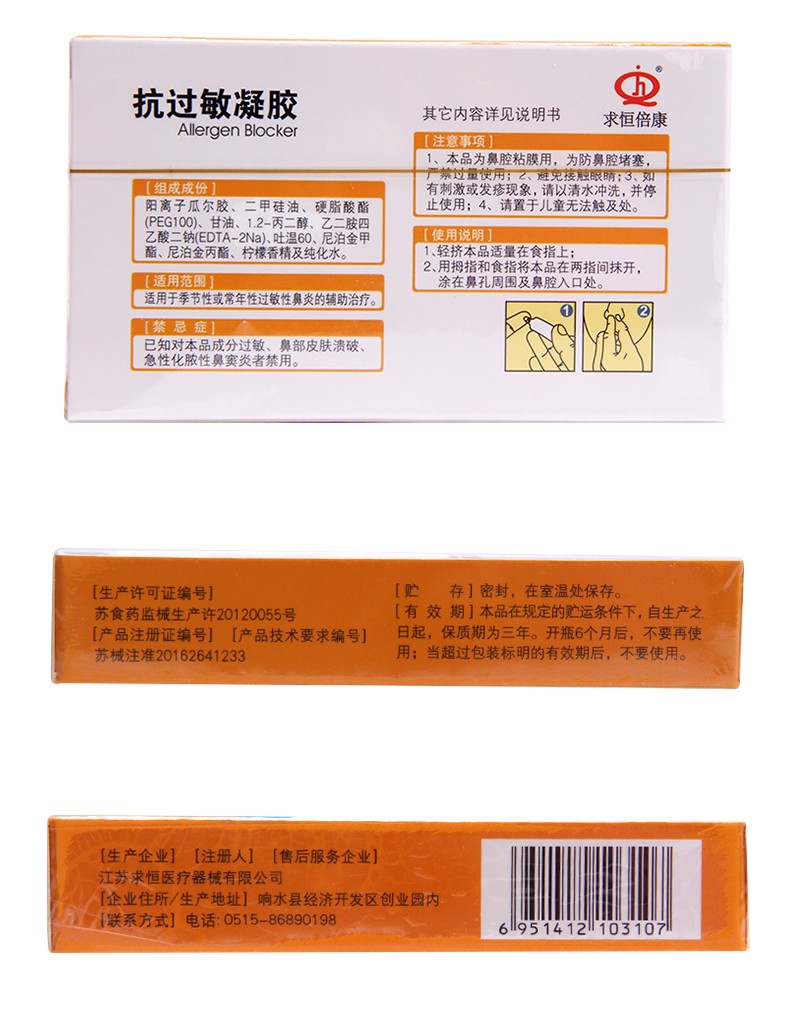 抗过敏凝胶
Allergen Blocker
其它内容详见说明书
jh
®
求恒倍康
[组成成份]
阳离子瓜尔胶、二甲硅油、硬脂酸酯
(PEG100)、甘油、1.2-丙二醇、乙二胺四
乙酸二钠(EDTA-2Na)、吐温60、尼泊金甲
酯、尼泊金丙酯、柠檬香精及纯化水。
[适用范围]
适用于季节性或常年性过敏性鼻炎的辅助治疗。
[禁 忌 症]
已知对本品成分过敏、鼻部皮肤溃破、
急性化脓性鼻窦炎者禁用。
[注意事项]
1、本品为鼻腔粘膜用,为防鼻腔堵塞,
严禁过量使用;2、避免接触眼睛;3、如
有刺激或发疹现象,请以清水冲洗,并停
止使用;4、请置于儿童无法触及处。
[使用说明]
1、轻挤本品适量在食指上;
2、用拇指和食指将本品在两指间抹开,
涂在鼻孔周围及鼻腔入口处。
1
2
[生产许可证编号]
苏食药监械生产许20120055号
[产品注册证编号] [产品技术要求编号]
苏械注准20162641233
[贮 存]密封,在室温处保存。
[有 效 期]本品在规定的贮运条件下,自生产之
日起,保质期为三年。开瓶6个月后,不要再使
用;当超过包装标明的有效期后,不要使用。
[生产企业] [注册人] [售后服务企业]
江苏求恒医疗器械有限公司
[企业住所/生产地址] 响水县经济开发区创业园内
[联系方式] 电话:0515-86890198
6 951412 103107